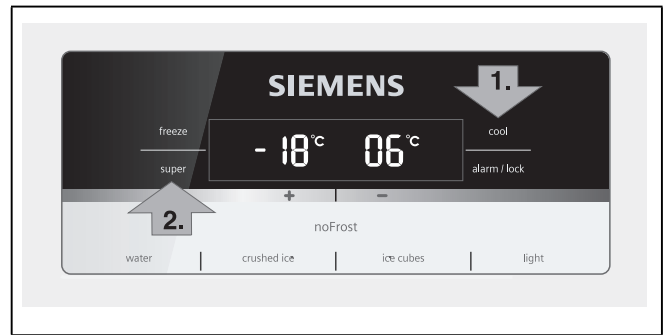 SIEMENS
1.
freeze
cool
- 18°C 06°C
super
alarm / lock
+ -
2.
noFrost
water crushed ice ice cubes light